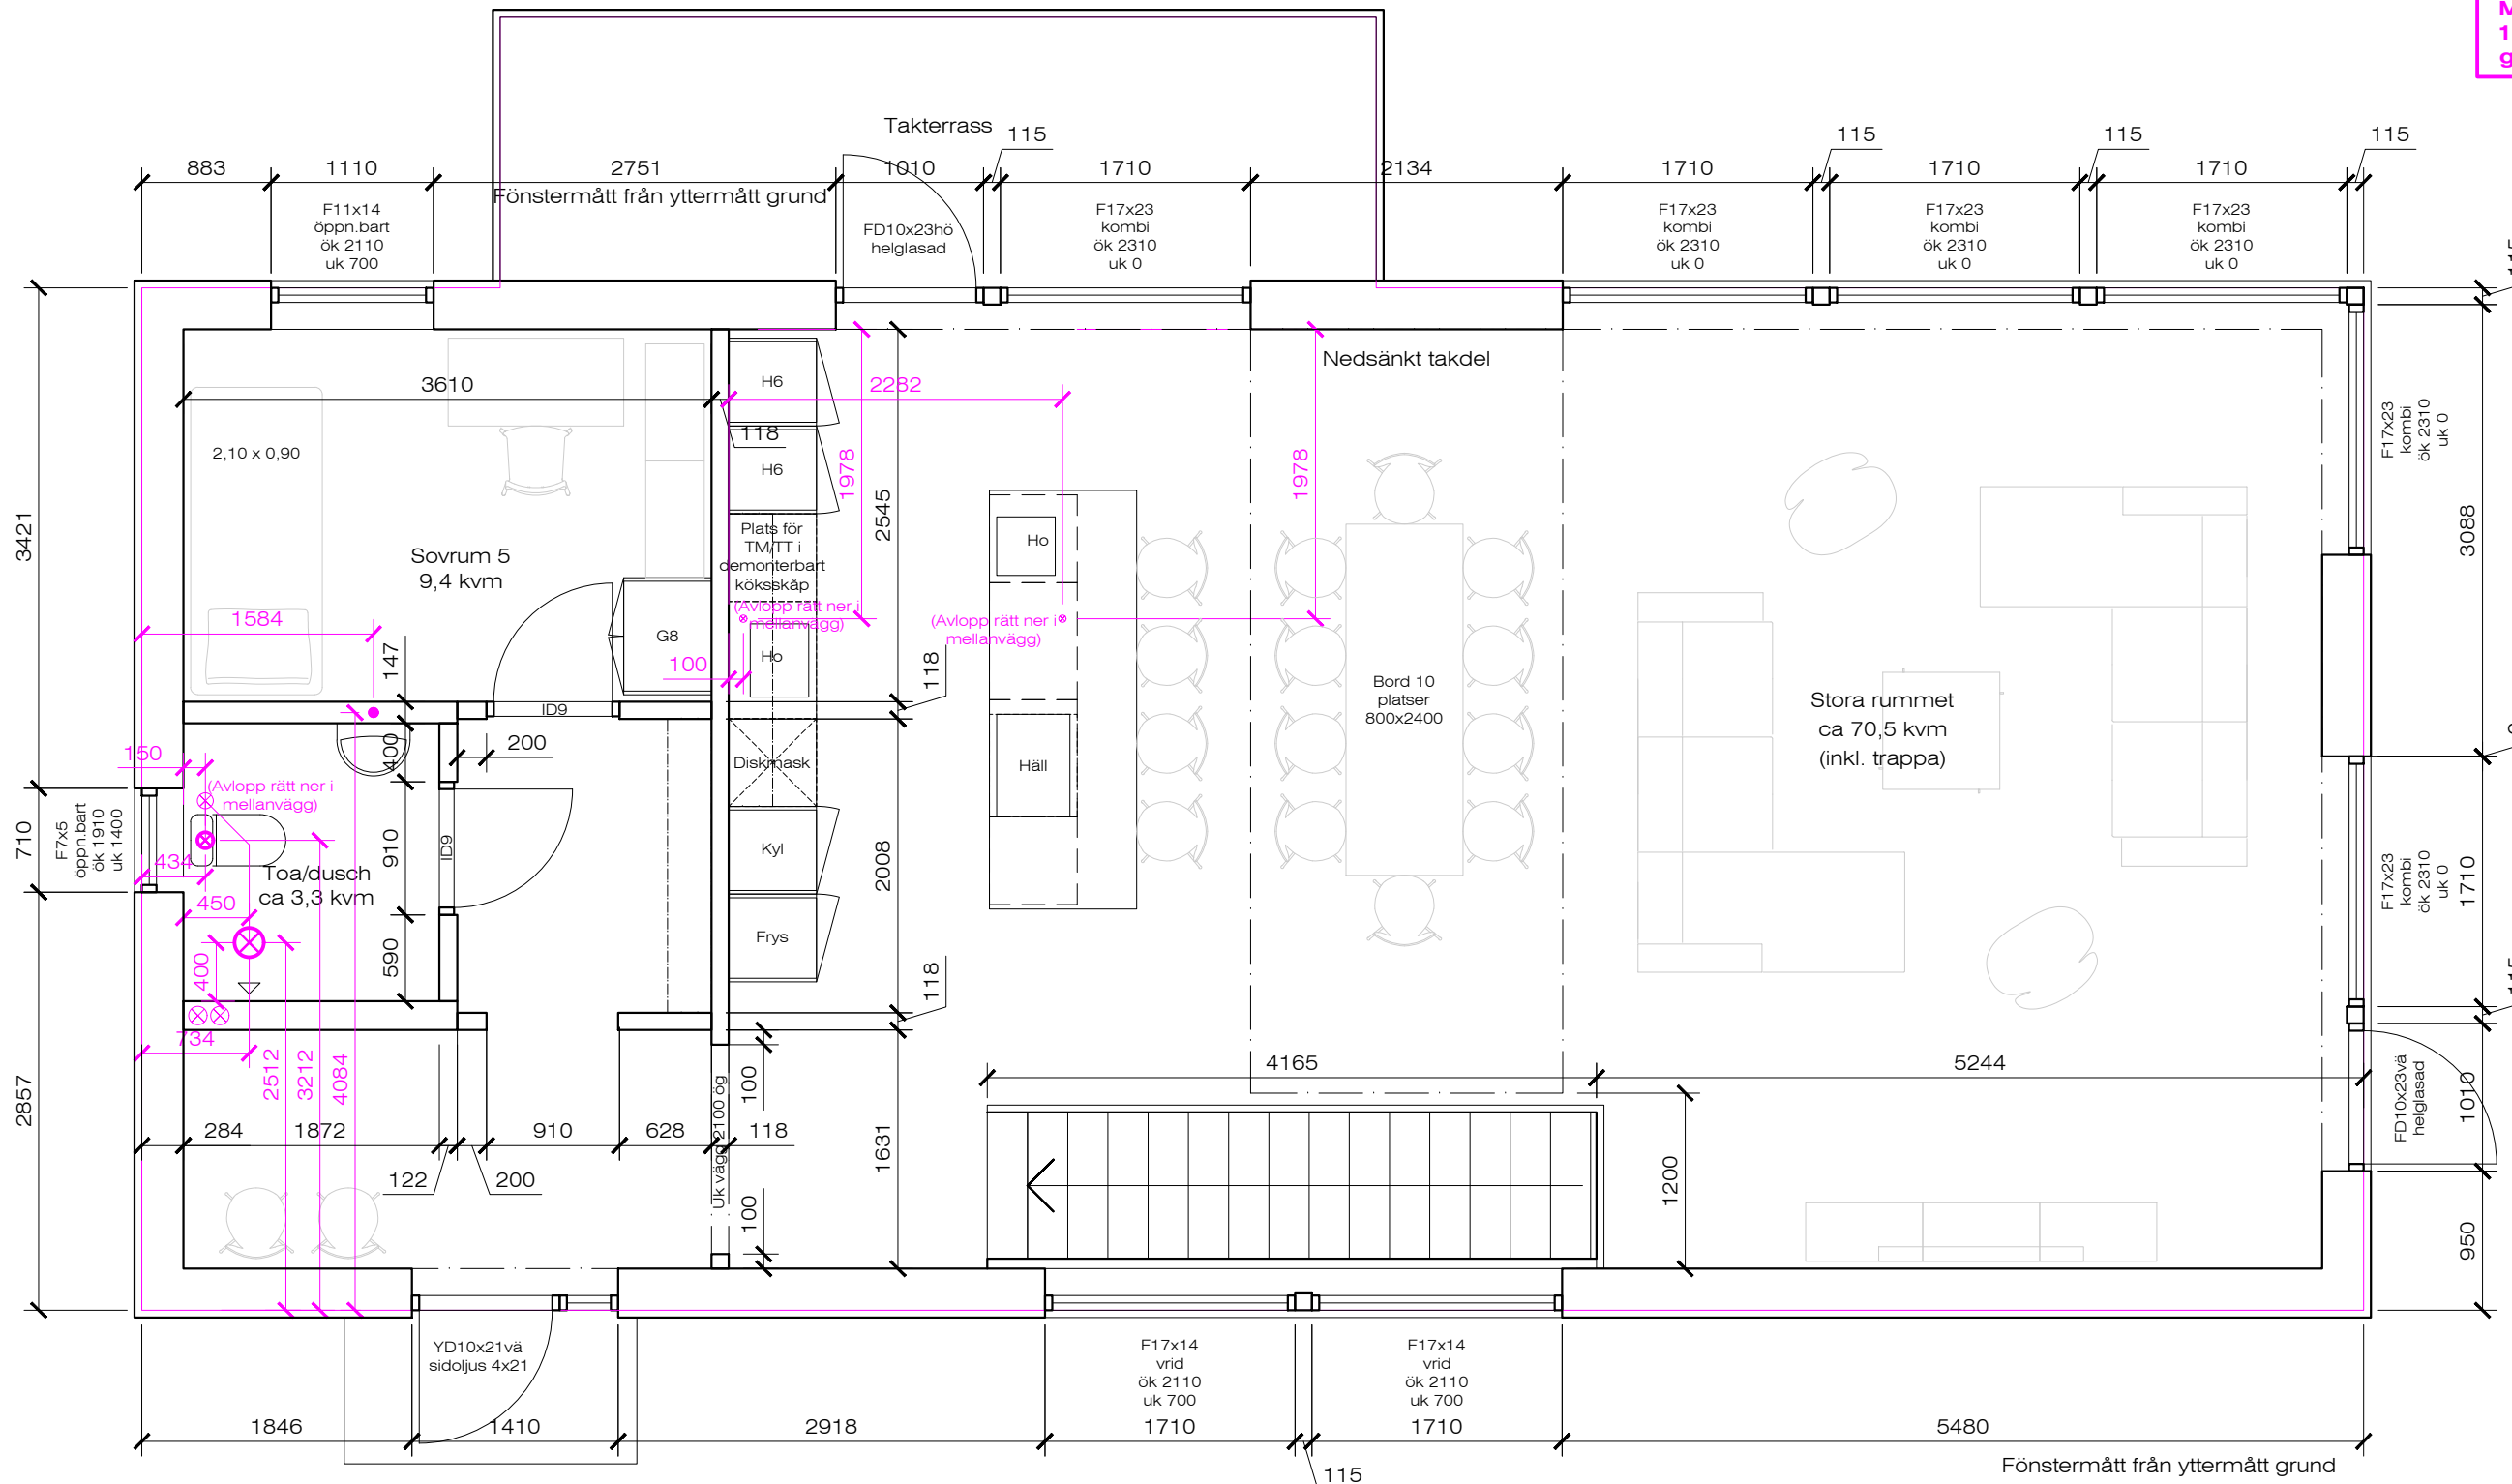 M
1
g
Takterrass
115
115
115
115
883
1110
2751
1010
1710
2134
1710
1710
1710
Fönstermått från yttermått grund
F11x14
öppn.bart
ök 2110
uk 700
FD10x23hö
helglasad
F17x23
kombi
ök 2310
uk 0
F17x23
kombi
ök 2310
uk 0
F17x23
kombi
ök 2310
uk 0
F17x23
kombi
ök 2310
uk 0
Nedsänkt takdel
3610
118
2282
H6
H6
1978
2545
1978
2,10 x 0,90
Plats för
TM/TT i
demonterbart
köksskåp
(Avlopp rätt ner i
mellanvägg)
(Avlopp rätt ner i
mellanvägg)
Ho
Ho
Sovrum 5
9,4 kvm
3421
1584
147
G8
100
118
ID9
200
400
150
(Avlopp rätt ner i
mellanvägg)
F7x5
öppn.bart
ök 1910
uk 1400
710
434
Toa/dusch
ca 3,3 kvm
910
ID9
450
400
590
Diskmask
Kyl
Frys
2008
118
Häll
Bord 10
platser
800x2400
Stora rummet
ca 70,5 kvm
(inkl. trappa)
F17x23
kombi
ök 2310
uk 0
3088
F17x23
kombi
ök 2310
uk 0
1710
734
2512
3212
4084
2857
284
1872
910
628
118
122
200
Uk vägg 2100 ög
100
100
1631
4165
5244
1200
FD10x23vä
helglasad
1010
950
YD10x21vä
sidoljus 4x21
F17x14
vrid
ök 2110
uk 700
F17x14
vrid
ök 2110
uk 700
1846
1410
2918
1710
1710
5480
115
Fönstermått från yttermått grund